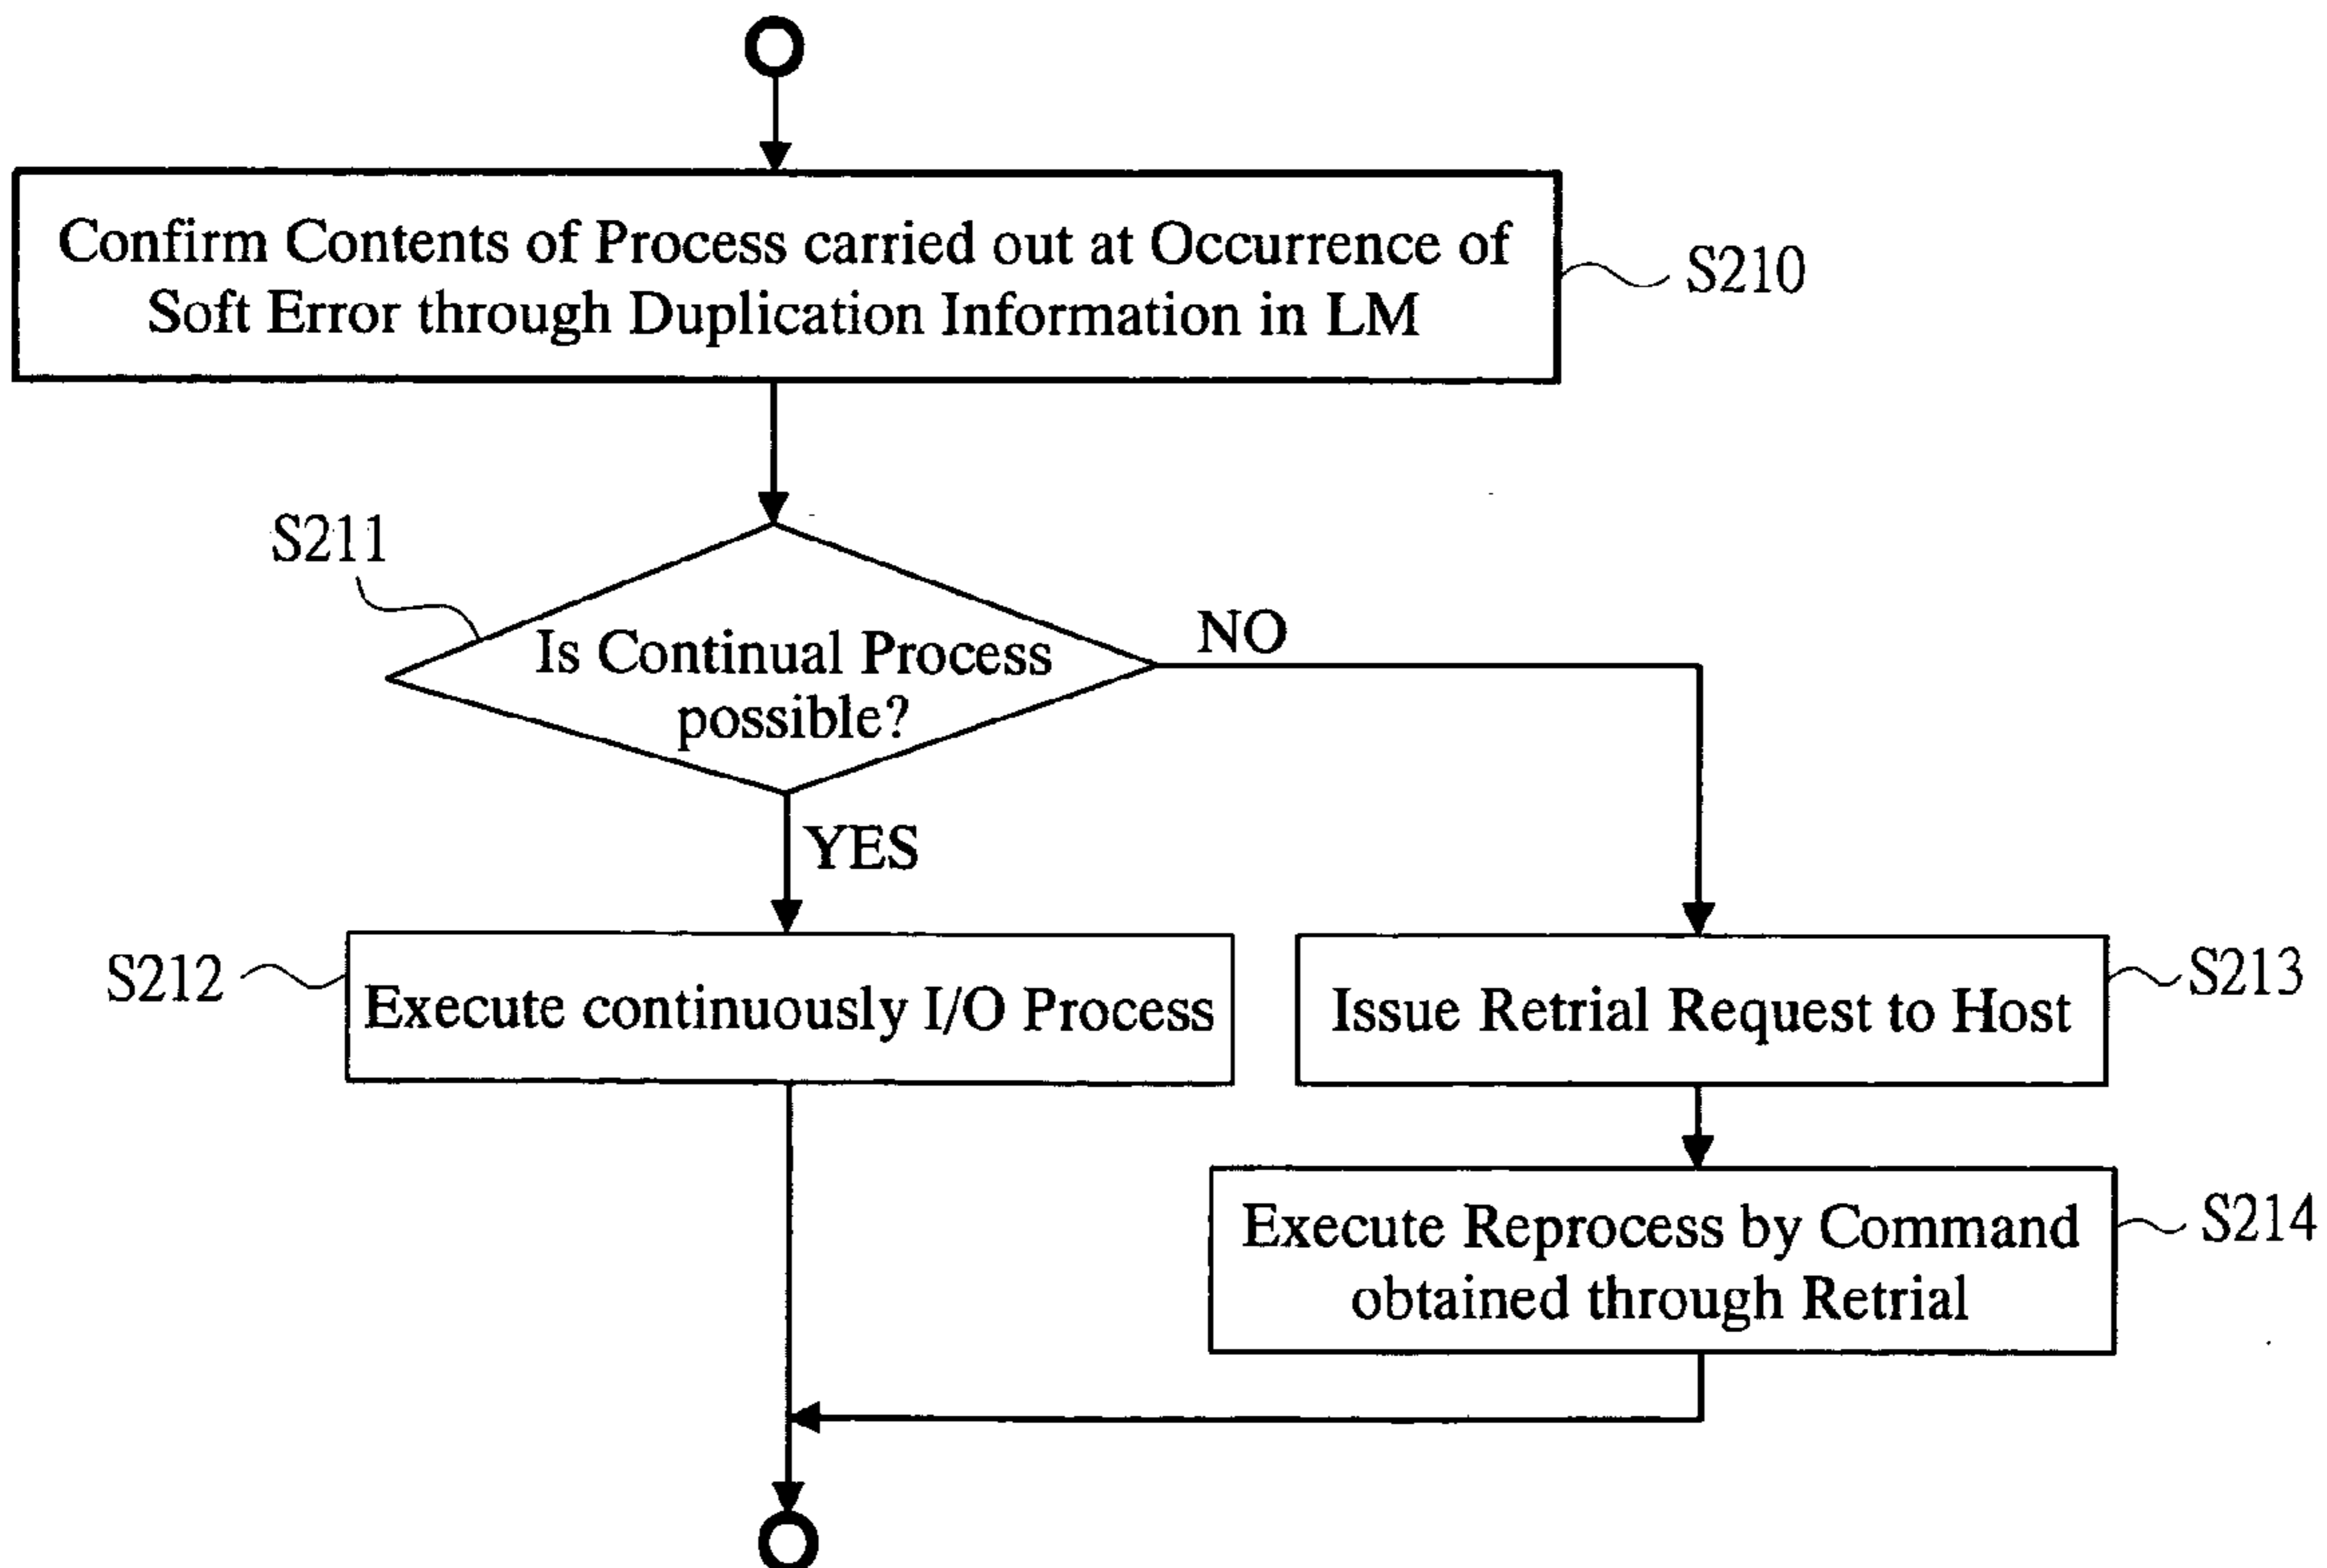 Confirm Contents of Process carried out at Occurrence of
Soft Error through Duplication Information in LM
S210
S211
Is Continual Process
possible?
NO
YES
S212
Execute continuously I/O Process
Issue Retrial Request to Host
S213
Execute Reprocess by Command
obtained through Retrial
S214